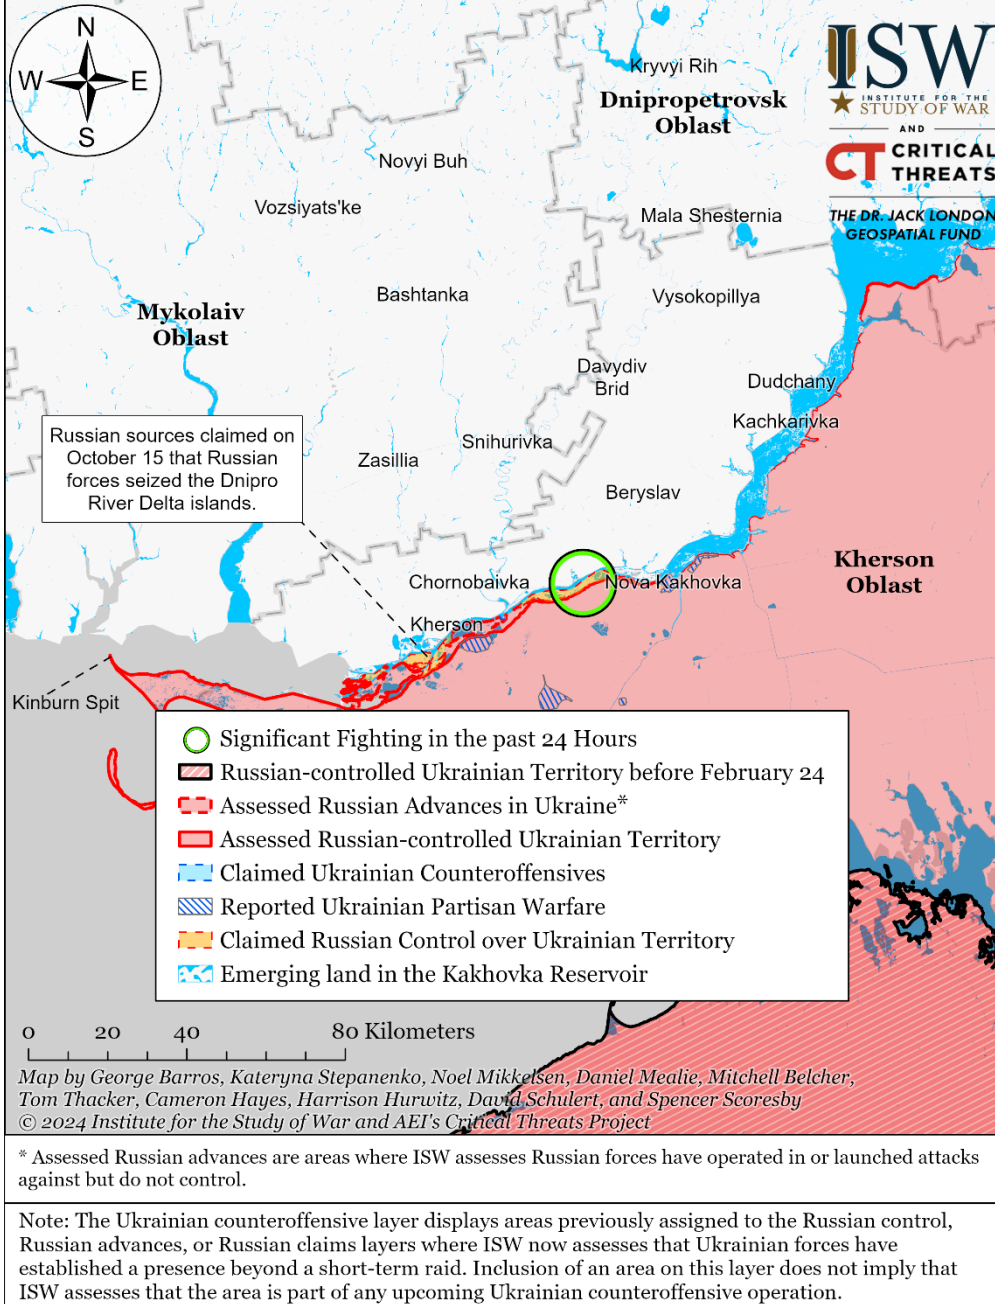 N
W
E
S
ISW
INSTITUTE FOR THE
STUDY OF WAR
AND
CT CRITICAL
THREATS
THE DR. JACK LONDON
GEOSPATIAL FUND
Kryvyi Rih
Dnipropetrovsk
Oblast
Novyi Buh
Vozsiyats'ke
Mala Shesternia
Bashtanka
Vysokopillya
Mykolaiv
Oblast
Davydiv
Brid
Dudchany
Kachkarivka
Russian sources claimed on
October 15 that Russian
forces seized the Dnipro
River Delta islands.
Snihurivka
Zasillia
Beryslav
Kherson
Oblast
Chornobaivka
Nova Kakhovka
Kherson
Kinburn Spit
Significant Fighting in the past 24 Hours
Russian-controlled Ukrainian Territory before February 24
Assessed Russian Advances in Ukraine*
Assessed Russian-controlled Ukrainian Territory
Claimed Ukrainian Counteroffensives
Reported Ukrainian Partisan Warfare
Claimed Russian Control over Ukrainian Territory
Emerging land in the Kakhovka Reservoir
0 20 40 80 Kilometers
Map by George Barros, Kateryna Stepanenko, Noel Mikkelsen, Daniel Mealie, Mitchell Belcher,
Tom Thacker, Cameron Hayes, Harrison Hurwitz, David Schulert, and Spencer Scoresby
© 2024 Institute for the Study of War and AEI's Critical Threats Project
* Assessed Russian advances are areas where ISW assesses Russian forces have operated in or launched attacks
against but do not control.
Note: The Ukrainian counteroffensive layer displays areas previously assigned to the Russian control,
Russian advances, or Russian claims layers where ISW now assesses that Ukrainian forces have
established a presence beyond a short-term raid. Inclusion of an area on this layer does not imply that
ISW assesses that the area is part of any upcoming Ukrainian counteroffensive operation.